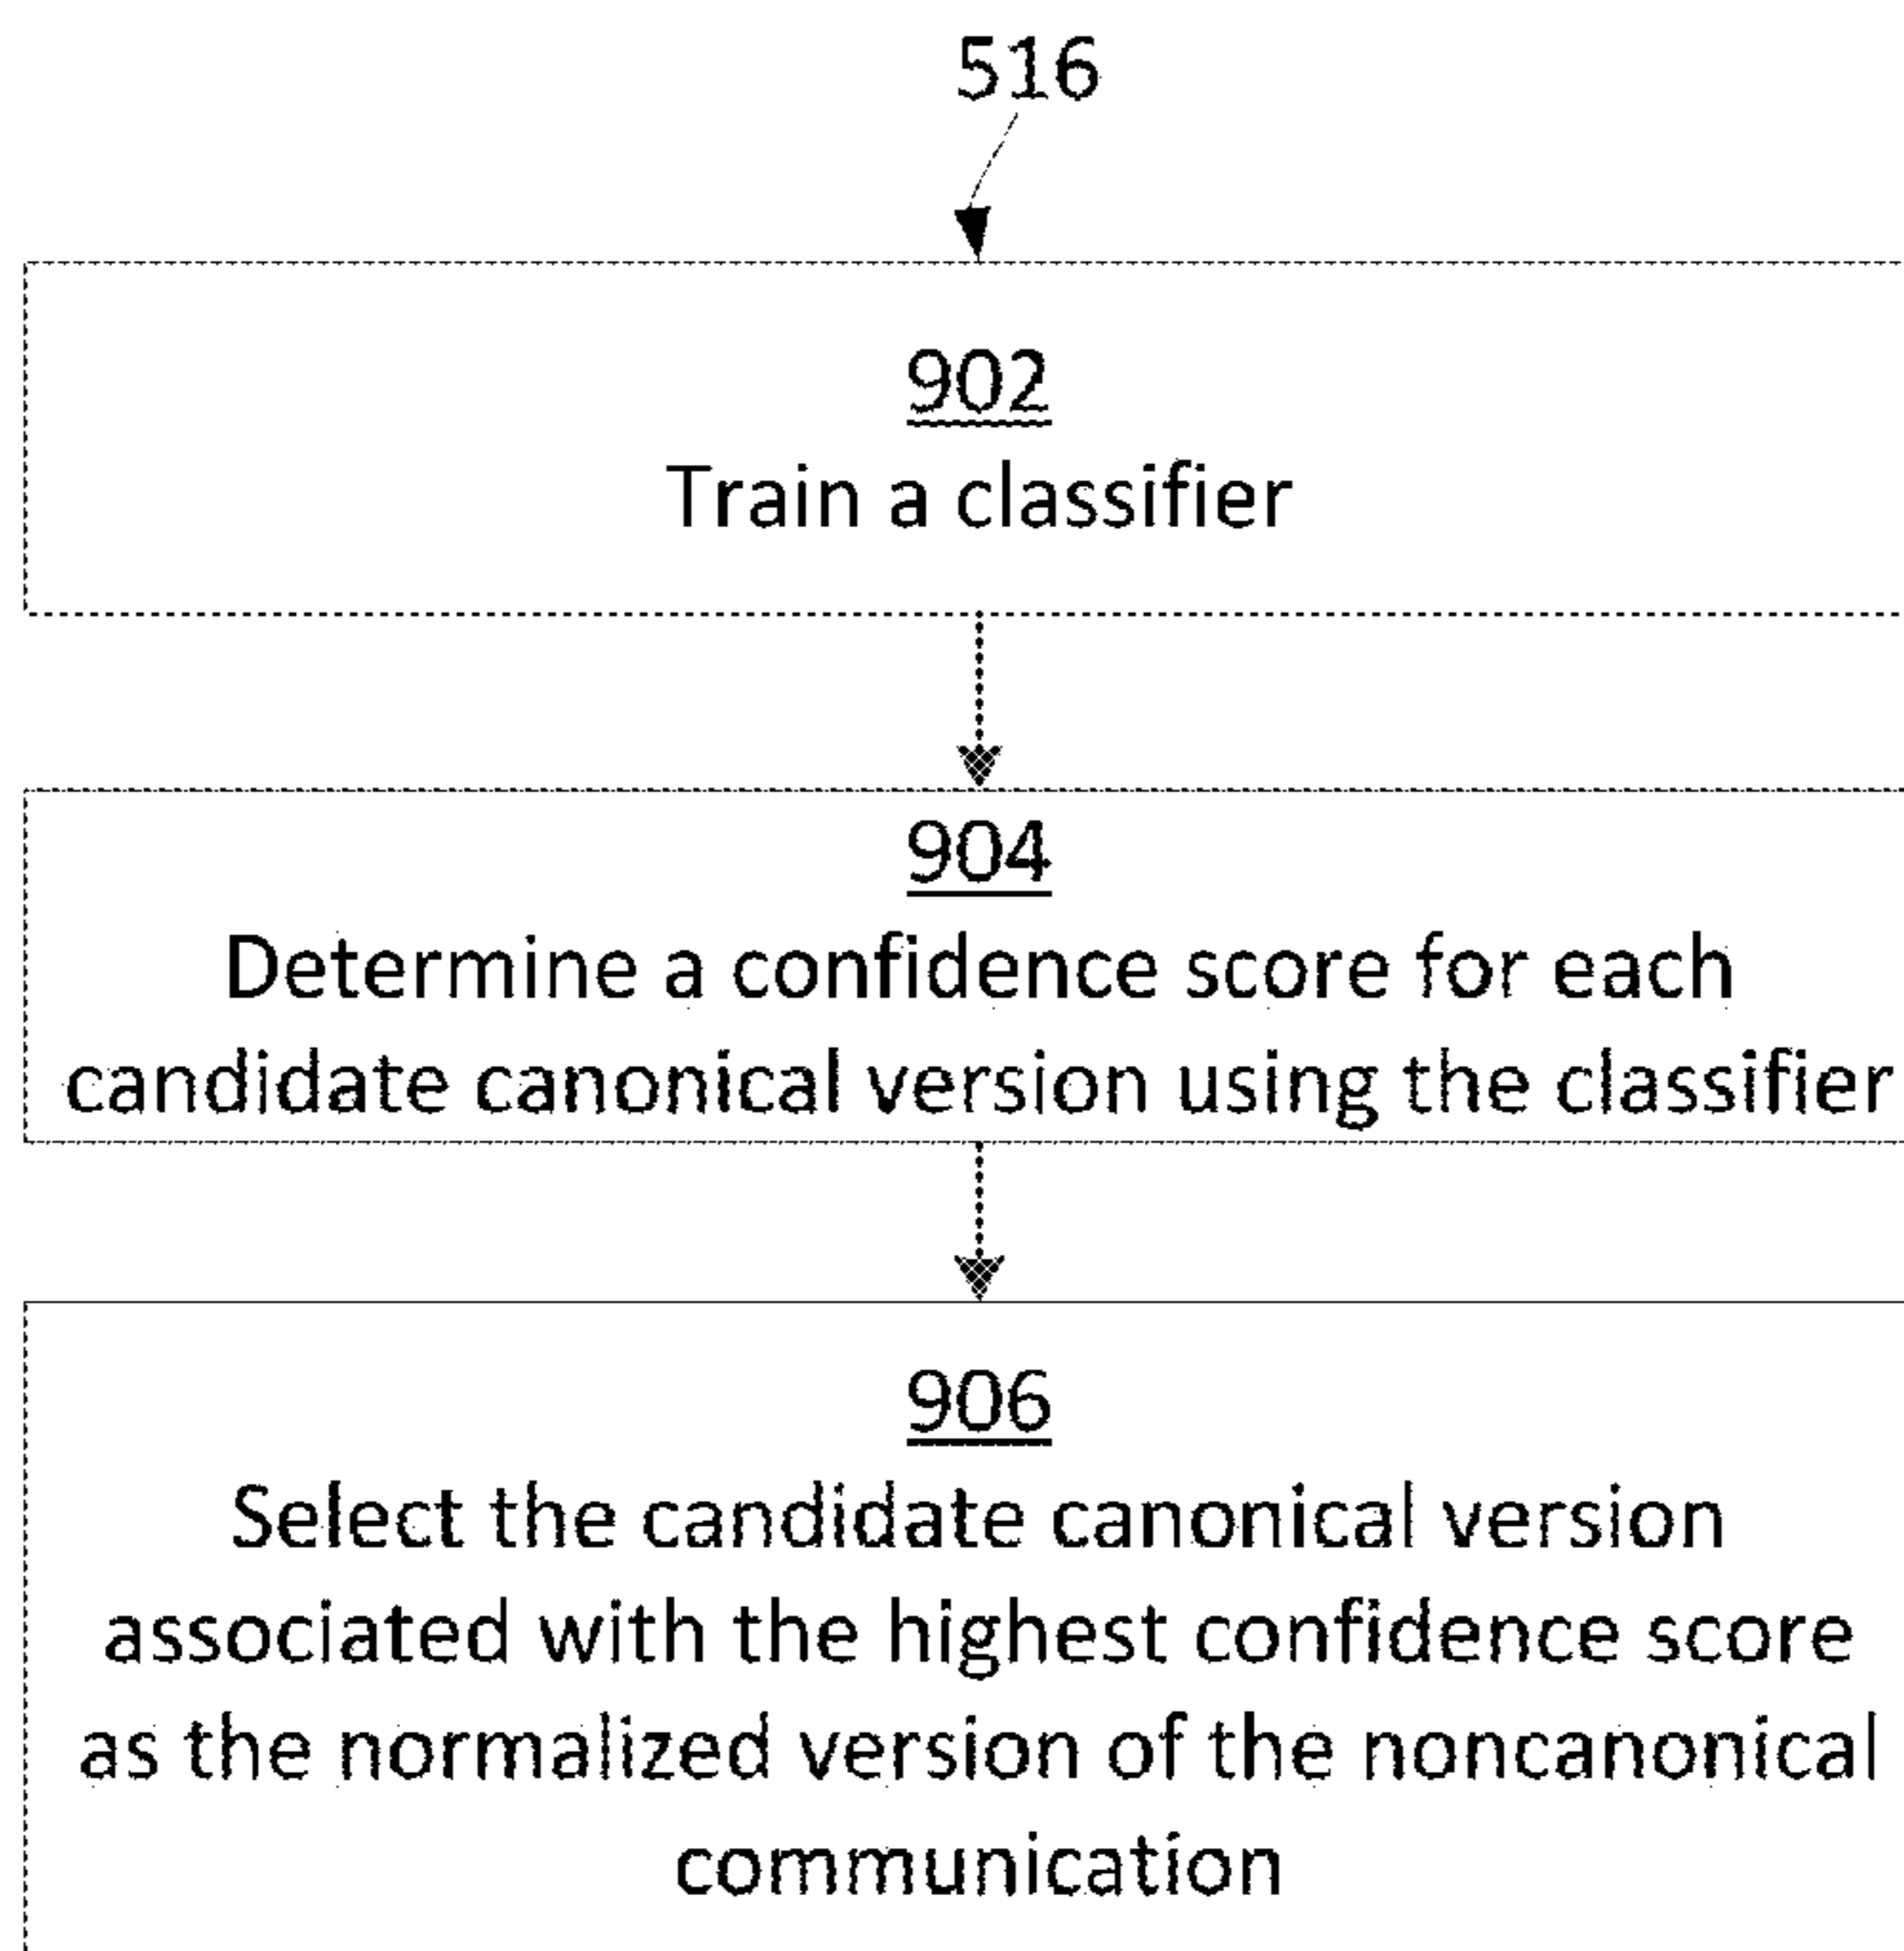 516
902
Train a classifier
904
Determine a confidence score for each
candidate canonical version using the classifier
906
Select the candidate canonical version
associated with the highest confidence score
as the normalized version of the noncanonical
communication